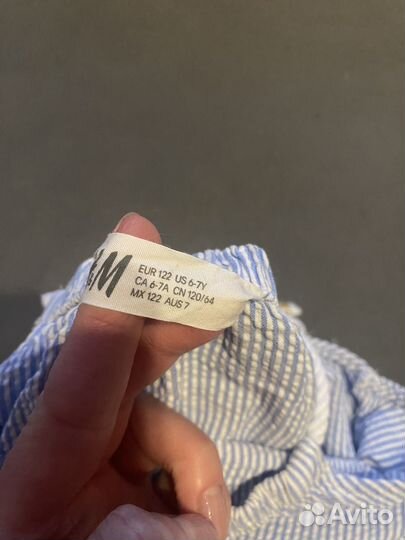 &M
EUR 122 US 6-7Y
CA 6-7A CN 120/64
MX 122 AUS 7
Avito